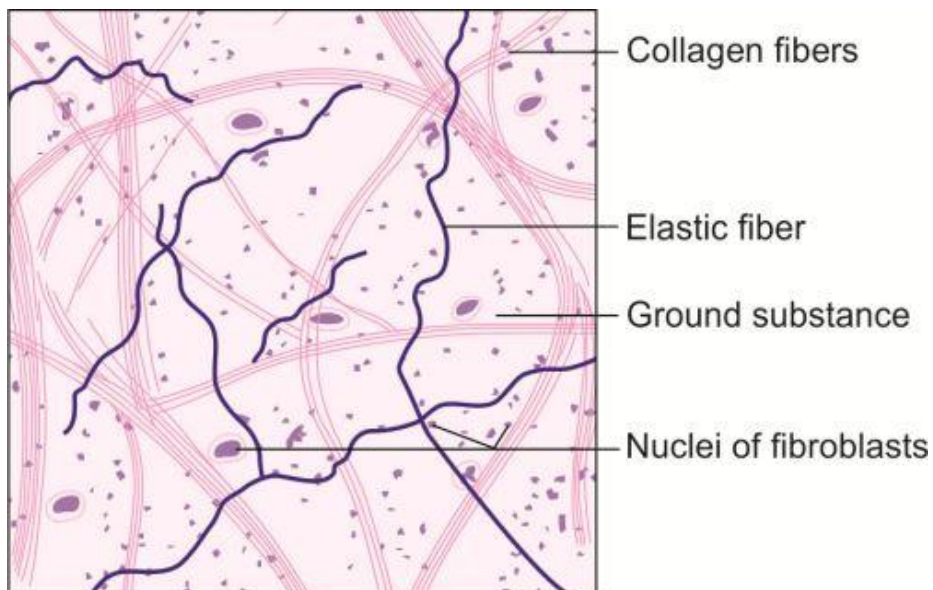 Collagen fibers
Elastic fiber
Ground substance
Nuclei of fibroblasts